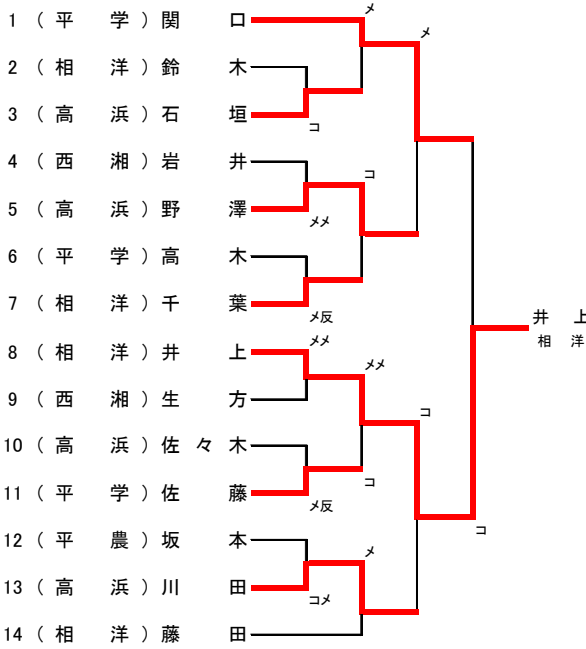 1 （ 平 学 ） 関 口
メ
メ
2 （ 相 洋 ） 鈴 木
3 （ 高 浜 ） 石 垣
コ
4 （ 西 湘 ） 岩 井
コ
5 （ 高 浜 ） 野 澤
メメ
6 （ 平 学 ） 高 木
7 （ 相 洋 ） 千 葉
メ反
井 上
相 洋
メメ
8 （ 相 洋 ） 井 上
メメ
9 （ 西 湘 ） 生 方
コ
10 （ 高 浜 ） 佐 々 木
コ
11 （ 平 学 ） 佐 藤
メ反
コ
12 （ 平 農 ） 坂 本
メ
13 （ 高 浜 ） 川 田
コメ
14 （ 相 洋 ） 藤 田